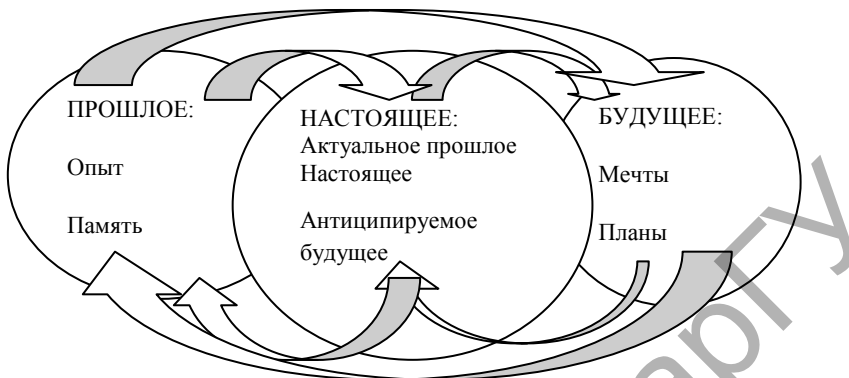 ПРОШЛОЕ:
Опыт
Память
НАСТОЯЩЕЕ:
Актуальное прошлое
Настоящее
Антиципируемое
будущее
БУДУЩЕЕ:
Мечты
Планы